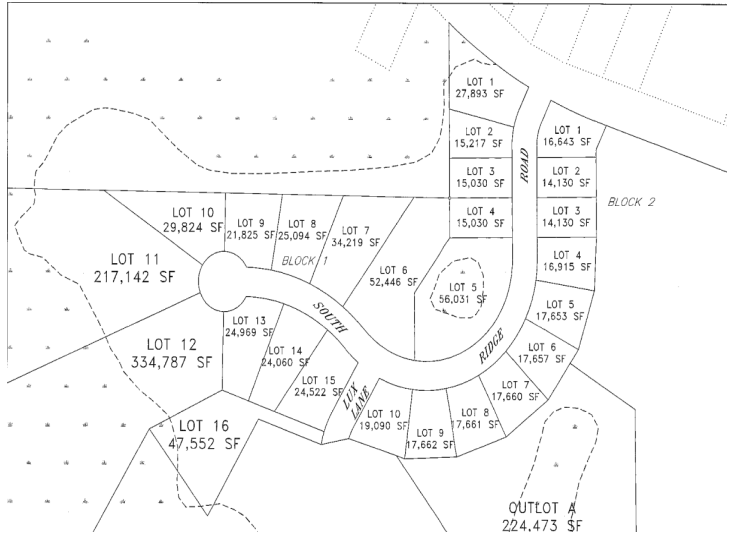 LOT 1
27,893 SF
LOT 2
15,217 SF
LOT 3
15,030 SF
LOT 4
15,030 SF
ROAD
LOT 1
16,643 SF
LOT 2
14,130 SF
LOT 3
14,130 SF
LOT 4
16,915 SF
BLOCK 2
LOT 10
29,824 SF
LOT 9
21,825 SF
LOT 8
25,094 SF
LOT 7
34,219 SF
BLOCK 1
LOT 11
217,142 SF
LOT 6
52,446 SF
LOT 5
56,031 SF
LOT 5
17,653 SF
LOT 12
334,787 SF
LOT 13
24,969 SF
LOT 14
24,060 SF
LOT 15
24,522 SF
SOUTH
RIDGE
LUX
LANE
LOT 6
17,657 SF
LOT 7
17,660 SF
LOT 8
17,661 SF
LOT 9
17,662 SF
LOT 10
19,090 SF
LOT 16
47,552 SF
OUTLOT A
224,473 SF